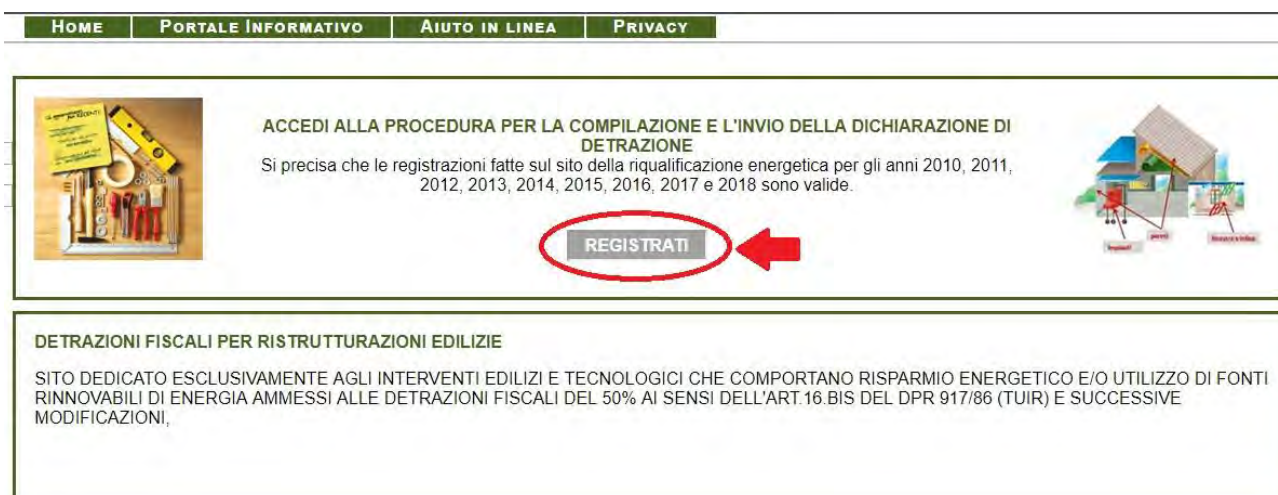 HOME PORTALE INFORMATIVO AIUTO IN LINEA PRIVACY
ACCEDI ALLA PROCEDURA PER LA COMPILAZIONE E L'INVIO DELLA DICHIARAZIONE DI
DETRAZIONE
Si precisa che le registrazioni fatte sul sito della riqualificazione energetica per gli anni 2010, 2011,
2012, 2013, 2014, 2015, 2016, 2017 e 2018 sono valide.
REGISTRATI
impianti pareti finestre e infissi
DETRAZIONI FISCALI PER RISTRUTTURAZIONI EDILIZIE
SITO DEDICATO ESCLUSIVAMENTE AGLI INTERVENTI EDILIZI E TECNOLOGICI CHE COMPORTANO RISPARMIO ENERGETICO E/O UTILIZZO DI FONTI
RINNOVABILI DI ENERGIA AMMESSI ALLE DETRAZIONI FISCALI DEL 50% AI SENSI DELL'ART.16.BIS DEL DPR 917/86 (TUIR) E SUCCESSIVE
MODIFICAZIONI,